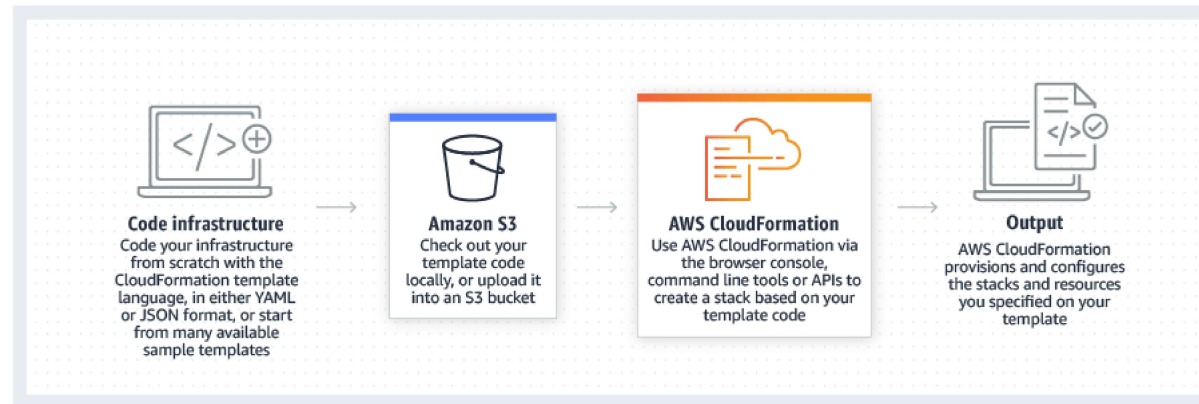 </>
Code infrastructure
Code your infrastructure
from scratch with the
CloudFormation template
language, in either YAML
or JSON format, or start
from many available
sample templates
Amazon S3
Check out your
template code
locally, or upload it
into an S3 bucket
AWS CloudFormation
Use AWS CloudFormation via
the browser console,
command line tools or APIs to
create a stack based on your
template code
</>
Output
AWS CloudFormation
provisions and configures
the stacks and resources
you specified on your
template